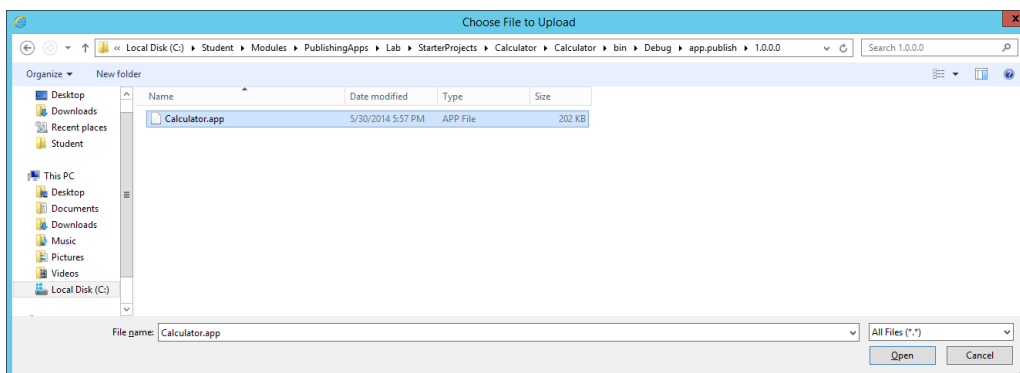 Choose File to Upload
x
« Local Disk (C:) ▸ Student ▸ Modules ▸ PublishingApps ▸ Lab ▸ StarterProjects ▸ Calculator ▸ Calculator ▸ bin ▸ Debug ▸ app.publish ▸ 1.0.0.0
Search 1.0.0.0
Organize New folder
Name Date modified Type Size
Calculator.app 5/30/2014 5:57 PM APP File 202 KB
Desktop
Downloads
Recent places
Student
This PC
Desktop
Documents
Downloads
Music
Pictures
Videos
Local Disk (C:)
File name: Calculator.app
All Files (*.*)
Open Cancel